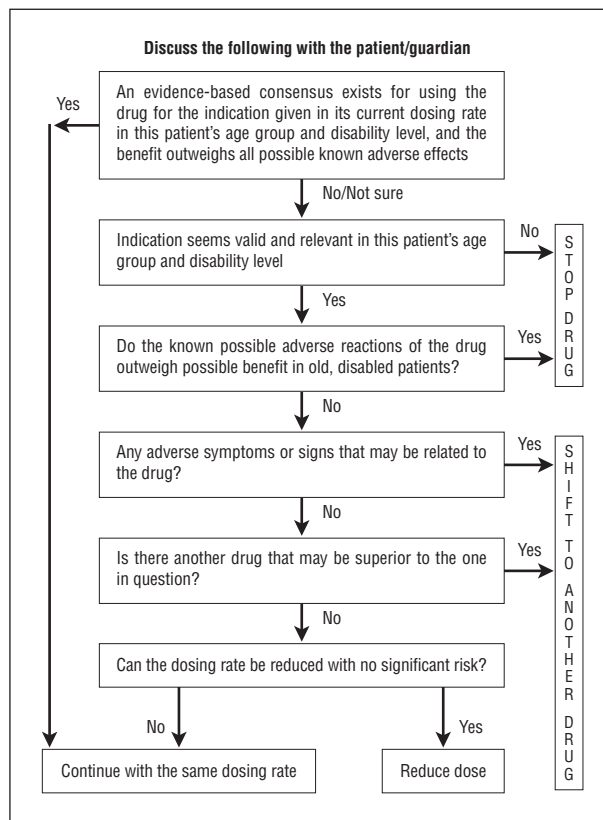 Discuss the following with the patient/guardian
An evidence-based consensus exists for using the
drug for the indication given in its current dosing rate
in this patient's age group and disability level, and the
benefit outweighs all possible known adverse effects
Yes
No/Not sure
Indication seems valid and relevant in this patient's age
group and disability level
No
Yes
Do the known possible adverse reactions of the drug
outweigh possible benefit in old, disabled patients?
Yes
No
STOP DRUG
Any adverse symptoms or signs that may be related to
the drug?
Yes
No
Is there another drug that may be superior to the one
in question?
Yes
No
SHIFT TO ANOTHER DRUG
Can the dosing rate be reduced with no significant risk?
No
Yes
Continue with the same dosing rate
Reduce dose